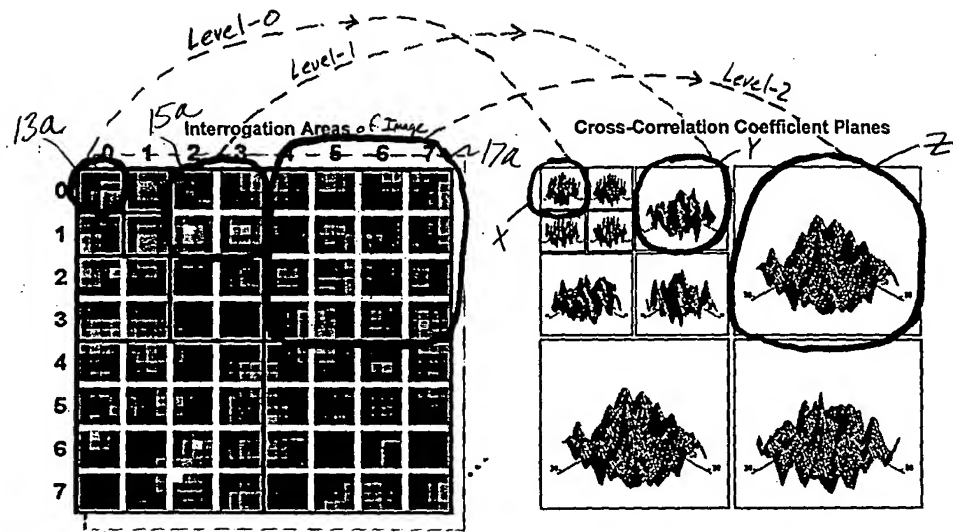 Level-0
Level-1
Level-2
13a
15a
Interrogation Areas of Image
17a
Cross-Correlation Coefficient Planes
Y
Z
X
0 1 2 3 4 5 6 7
0
1
2
3
4
5
6
7